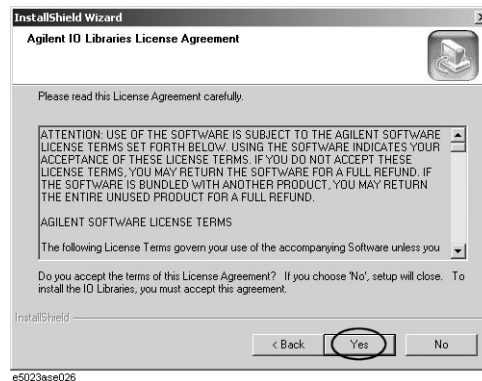 InstallShield Wizard
Agilent IO Libraries License Agreement
Please read this License Agreement carefully.
ATTENTION: USE OF THE SOFTWARE IS SUBJECT TO THE AGILENT SOFTWARE
LICENSE TERMS SET FORTH BELOW. USING THE SOFTWARE INDICATES YOUR
ACCEPTANCE OF THESE LICENSE TERMS. IF YOU DO NOT ACCEPT THESE
LICENSE TERMS, YOU MAY RETURN THE SOFTWARE FOR A FULL REFUND. IF
THE SOFTWARE IS BUNDLED WITH ANOTHER PRODUCT, YOU MAY RETURN
THE ENTIRE UNUSED PRODUCT FOR A FULL REFUND.
AGILENT SOFTWARE LICENSE TERMS
The following License Terms govern your use of the accompanying Software unless you
Do you accept the terms of this License Agreement? If you choose 'No', setup will close. To
install the IO Libraries, you must accept this agreement.
InstallShield
< Back Yes No
e5023ase026